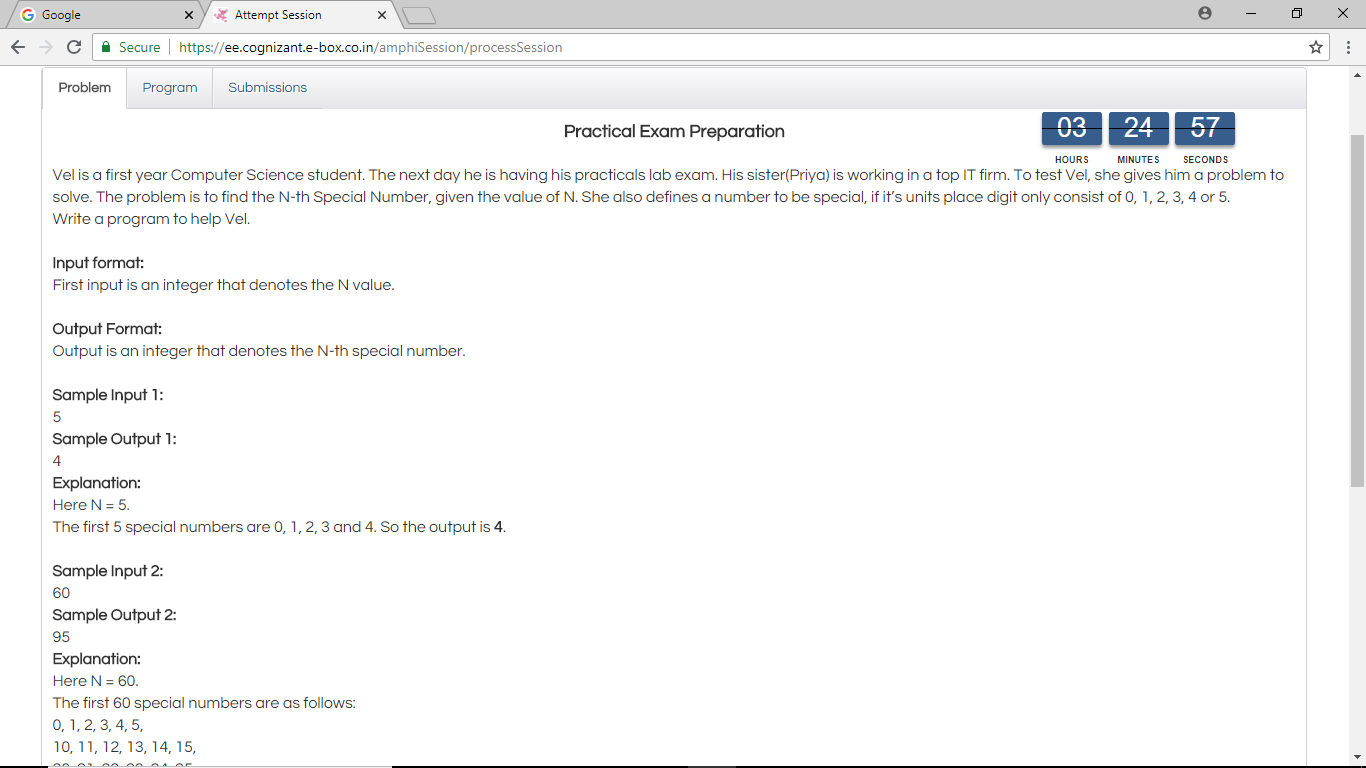 Google
Attempt Session
Secure
https://ee.cognizant.e-box.co.in/amphiSession/processSession
Problem
Program
Submissions
Practical Exam Preparation
03 24 57
HOURS MINUTES SECONDS
Vel is a first year Computer Science student. The next day he is having his practicals lab exam. His sister(Priya) is working in a top IT firm. To test Vel, she gives him a problem to
solve. The problem is to find the N-th Special Number, given the value of N. She also defines a number to be special, if it's units place digit only consist of 0, 1, 2, 3, 4 or 5.
Write a program to help Vel.
Input format:
First input is an integer that denotes the N value.
Output Format:
Output is an integer that denotes the N-th special number.
Sample Input 1:
5
Sample Output 1:
4
Explanation:
Here N = 5.
The first 5 special numbers are 0, 1, 2, 3 and 4. So the output is 4.
Sample Input 2:
60
Sample Output 2:
95
Explanation:
Here N = 60.
The first 60 special numbers are as follows:
0, 1, 2, 3, 4, 5,
10, 11, 12, 13, 14, 15,